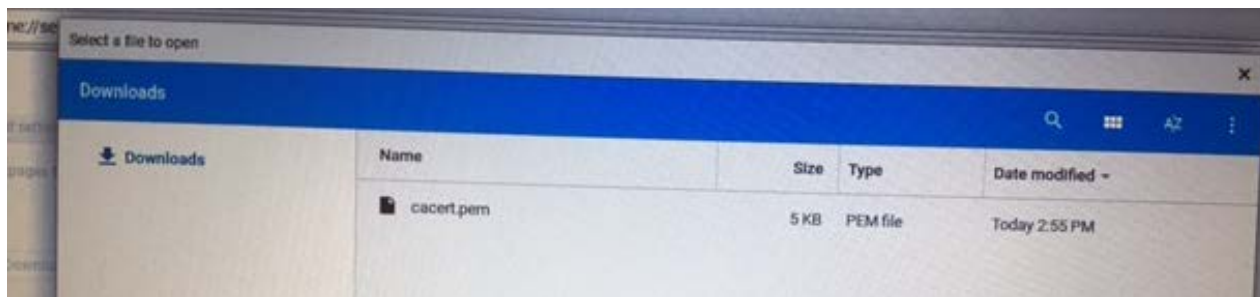 Select a file to open
Downloads
AZ
Downloads
Name Size Type Date modified
cacert.pem 5 KB PEM file Today 2:55 PM